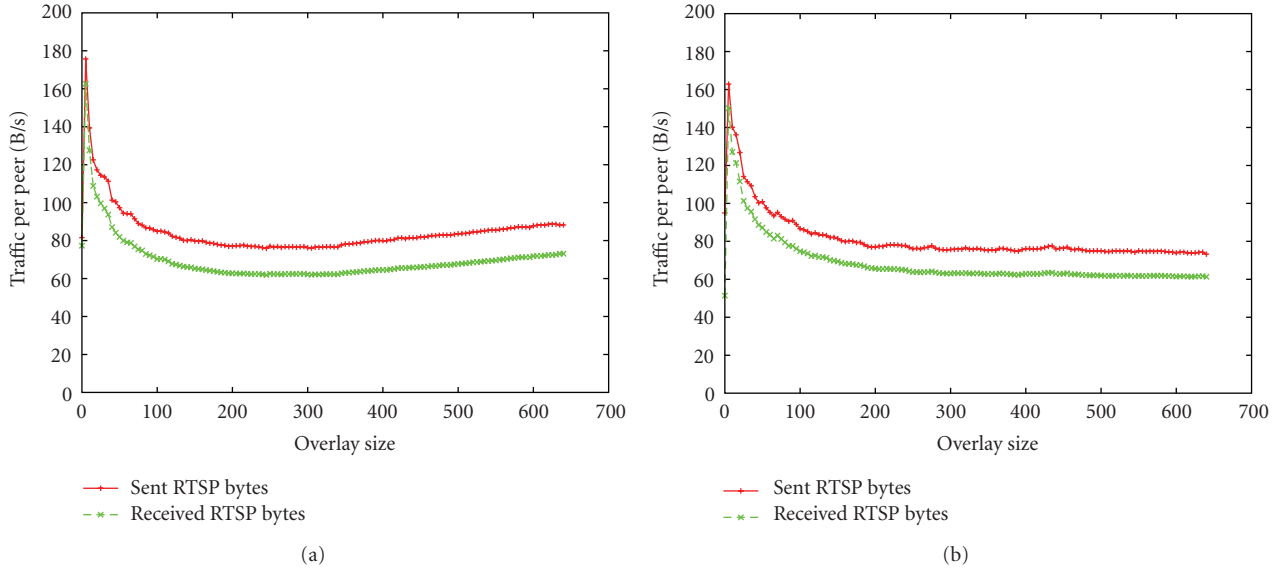 200
180
160
140
120
100
80
60
40
20
0
Traffic per peer (B/s)
0 100 200 300 400 500 600 700
Overlay size
Sent RTSP bytes
Received RTSP bytes
(a)
200
180
160
140
120
100
80
60
40
20
0
Traffic per peer (B/s)
0 100 200 300 400 500 600 700
Overlay size
Sent RTSP bytes
Received RTSP bytes
(b)